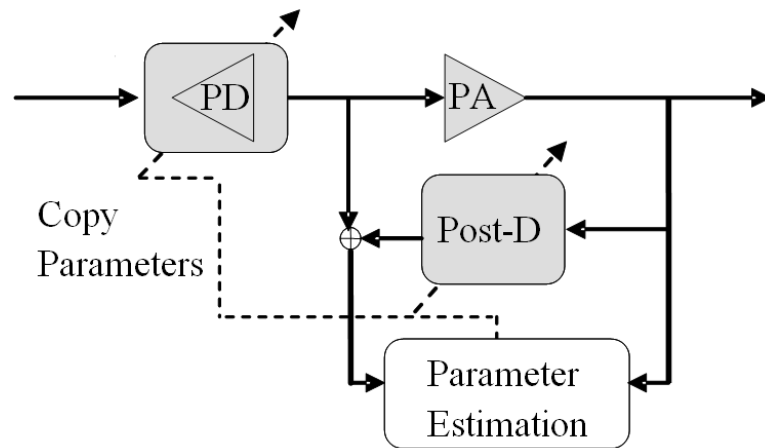 PD
PA
Copy
Parameters
Post-D
Parameter
Estimation